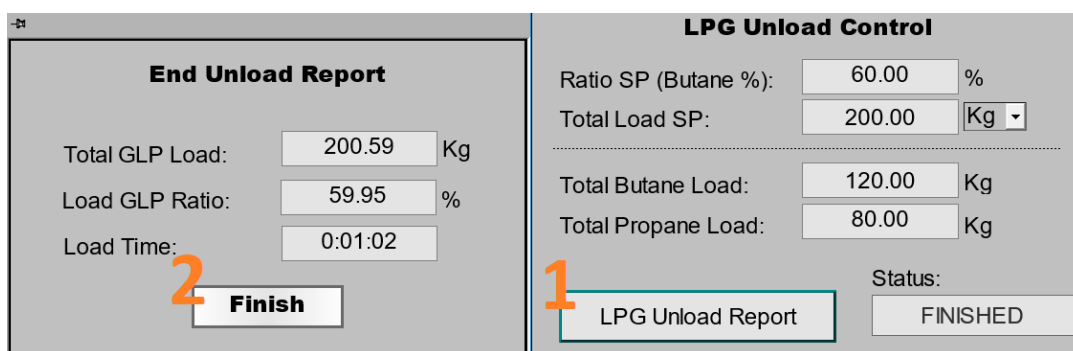 End Unload Report
Total GLP Load: 200.59 Kg
Load GLP Ratio: 59.95 %
Load Time: 0:01:02
2
Finish
LPG Unload Control
Ratio SP (Butane %): 60.00 %
Total Load SP: 200.00 Kg
Total Butane Load: 120.00 Kg
Total Propane Load: 80.00 Kg
1
LPG Unload Report
Status:
FINISHED